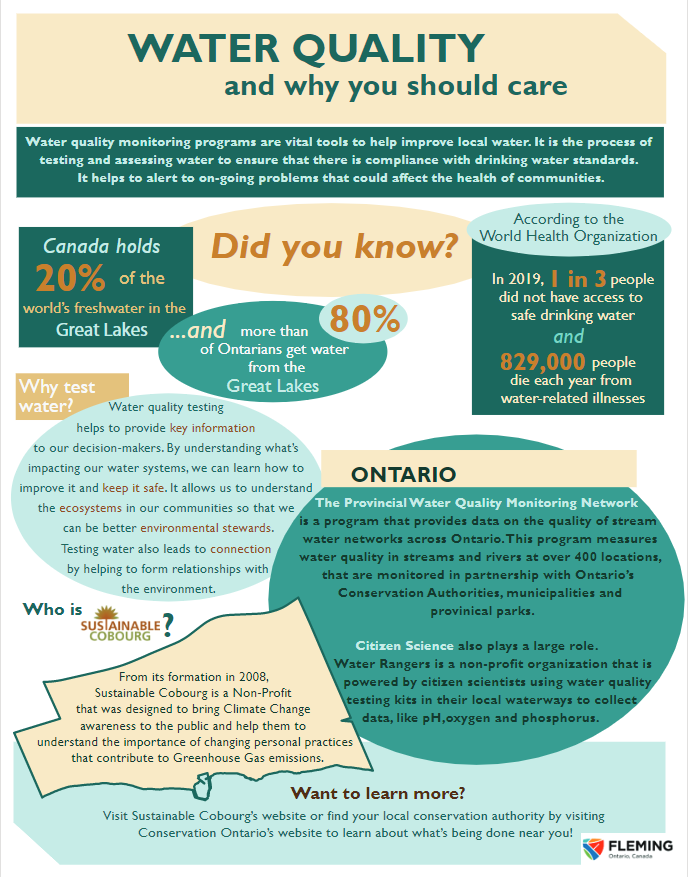 WATER QUALITY
and why you should care
Water quality monitoring programs are vital tools to help improve local water. It is the process of
testing and assessing water to ensure that there is compliance with drinking water standards.
It helps to alert to on-going problems that could affect the health of communities.
Did you know?
Canada holds
20% of the
world's freshwater in the
Great Lakes
...and more than 80%
of Ontarians get water
from the
Great Lakes
According to the
World Health Organization
In 2019, 1 in 3 people
did not have access to
safe drinking water
and
829,000 people
die each year from
water-related illnesses
Why test
water?
Water quality testing
helps to provide key information
to our decision-makers. By understanding what's
impacting our water systems, we can learn how to
improve it and keep it safe. It allows us to understand
the ecosystems in our communities so that we
can be better environmental stewards.
Testing water also leads to connection
by helping to form relationships with
the environment.
ONTARIO
The Provincial Water Quality Monitoring Network
is a program that provides data on the quality of stream
water networks across Ontario. This program measures
water quality in streams and rivers at over 400 locations,
that are monitored in partnership with Ontario's
Conservation Authorities, municipalities and
provinical parks.
Citizen Science also plays a large role.
Water Rangers is a non-profit organization that is
powered by citizen scientists using water quality
testing kits in their local waterways to collect
data, like pH,oxygen and phosphorus.
Who is SUSTAINABLE COBOURG ?
From its formation in 2008,
Sustainable Cobourg is a Non-Profit
that was designed to bring Climate Change
awareness to the public and help them to
understand the importance of changing personal practices
that contribute to Greenhouse Gas emissions.
Want to learn more?
Visit Sustainable Cobourg's website or find your local conservation authority by visiting
Conservation Ontario's website to learn about what's being done near you!
FLEMING
Ontario, Canada